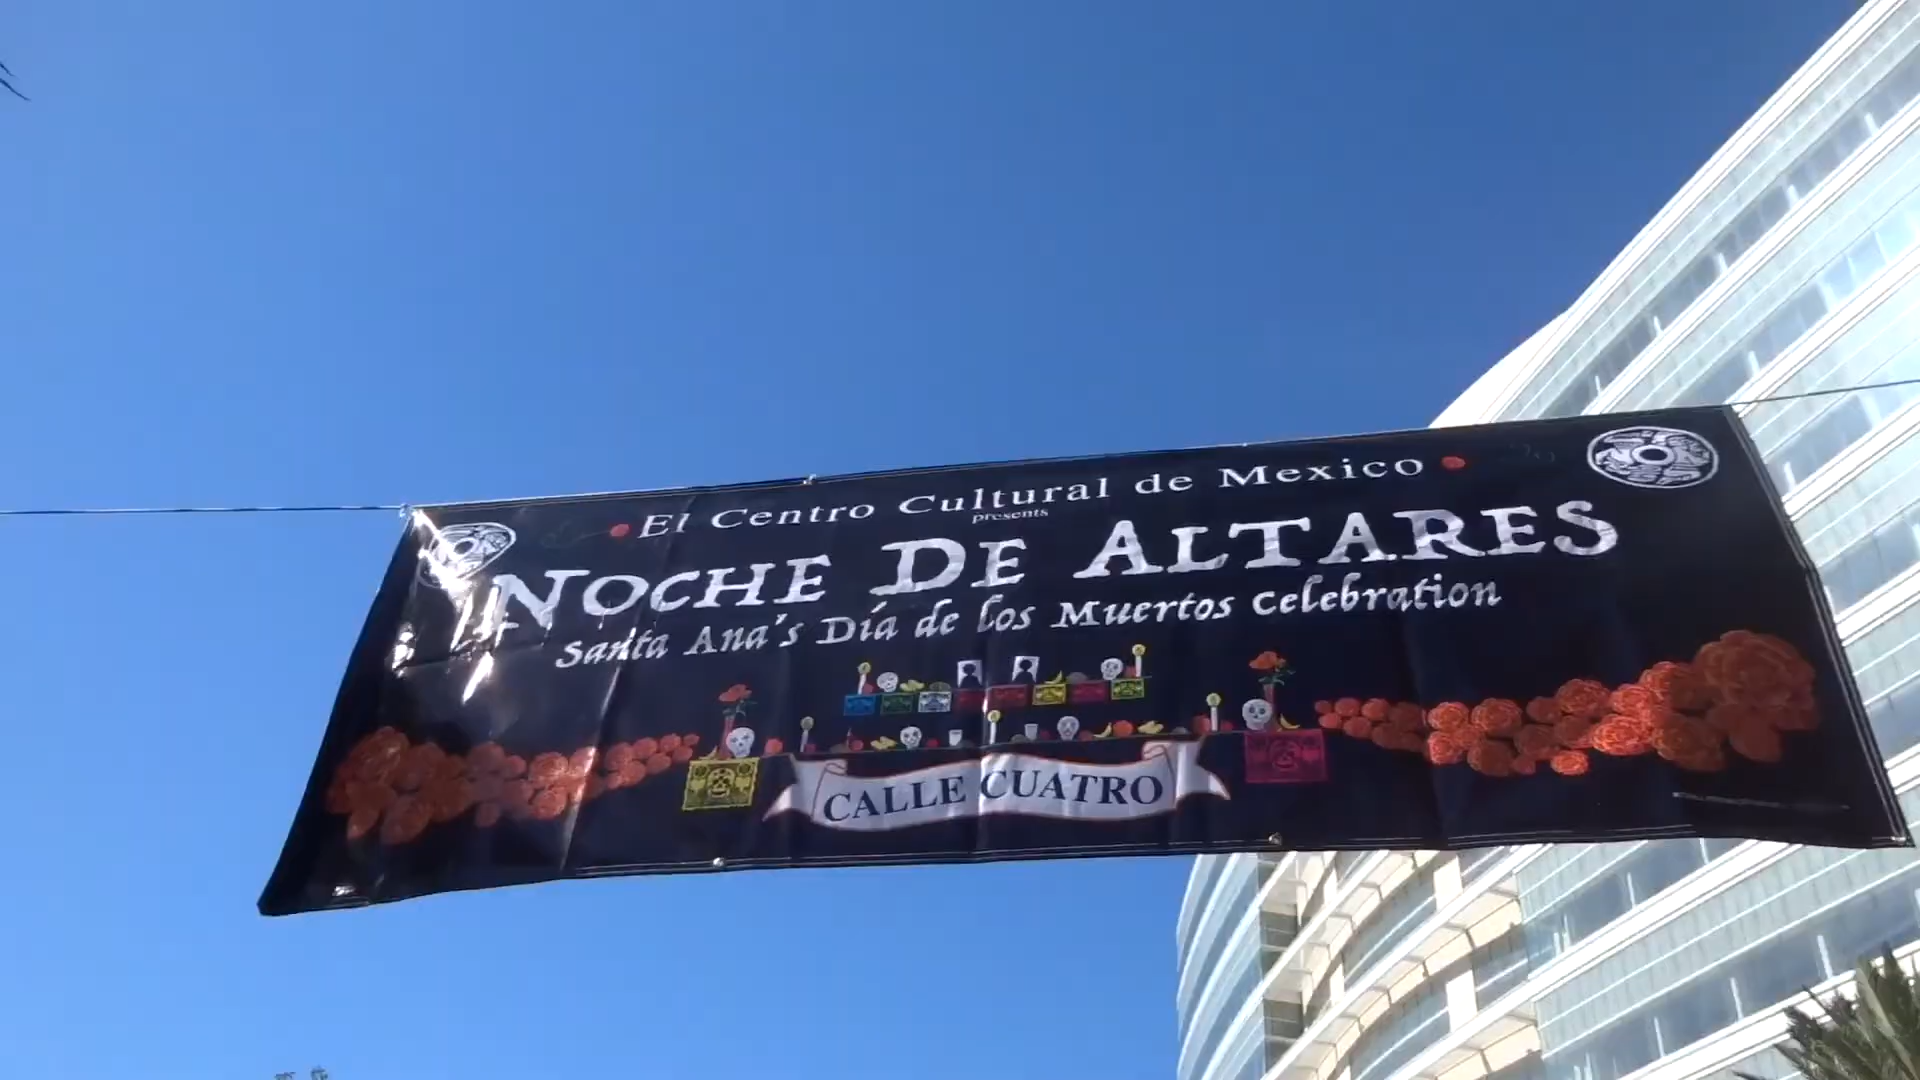 El Centro Cultural de Mexico
presents
NOCHE DE ALTARES
Santa Ana's Día de los Muertos Celebration
CALLE CUATRO